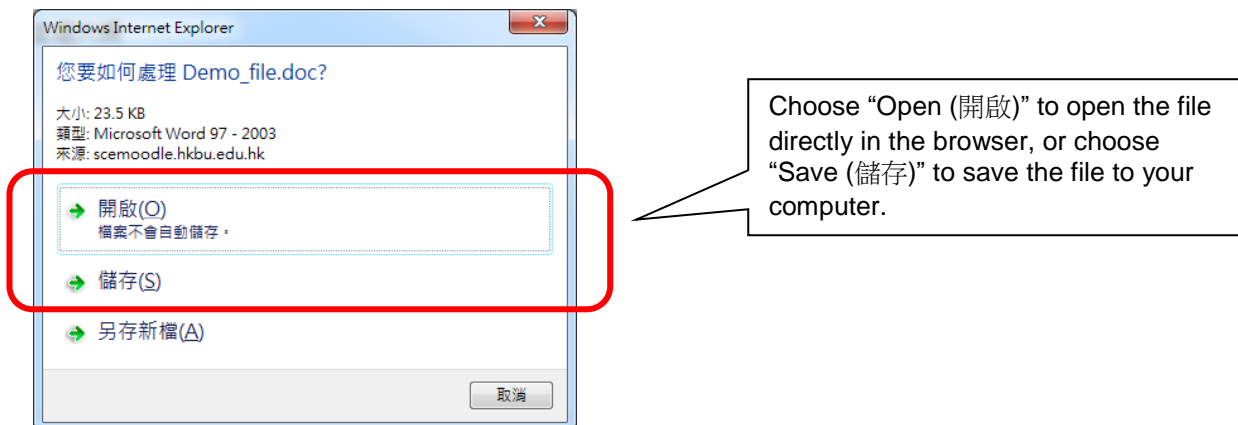 Windows Internet Explorer
您要如何處理 Demo_file.doc?
大小: 23.5 KB
類型: Microsoft Word 97 - 2003
來源: scemoodle.hkbu.edu.hk
開啟(O)
檔案不會自動儲存。
儲存(S)
另存新檔(A)
取消
Choose “Open (開啟)” to open the file
directly in the browser, or choose
“Save (儲存)” to save the file to your
computer.